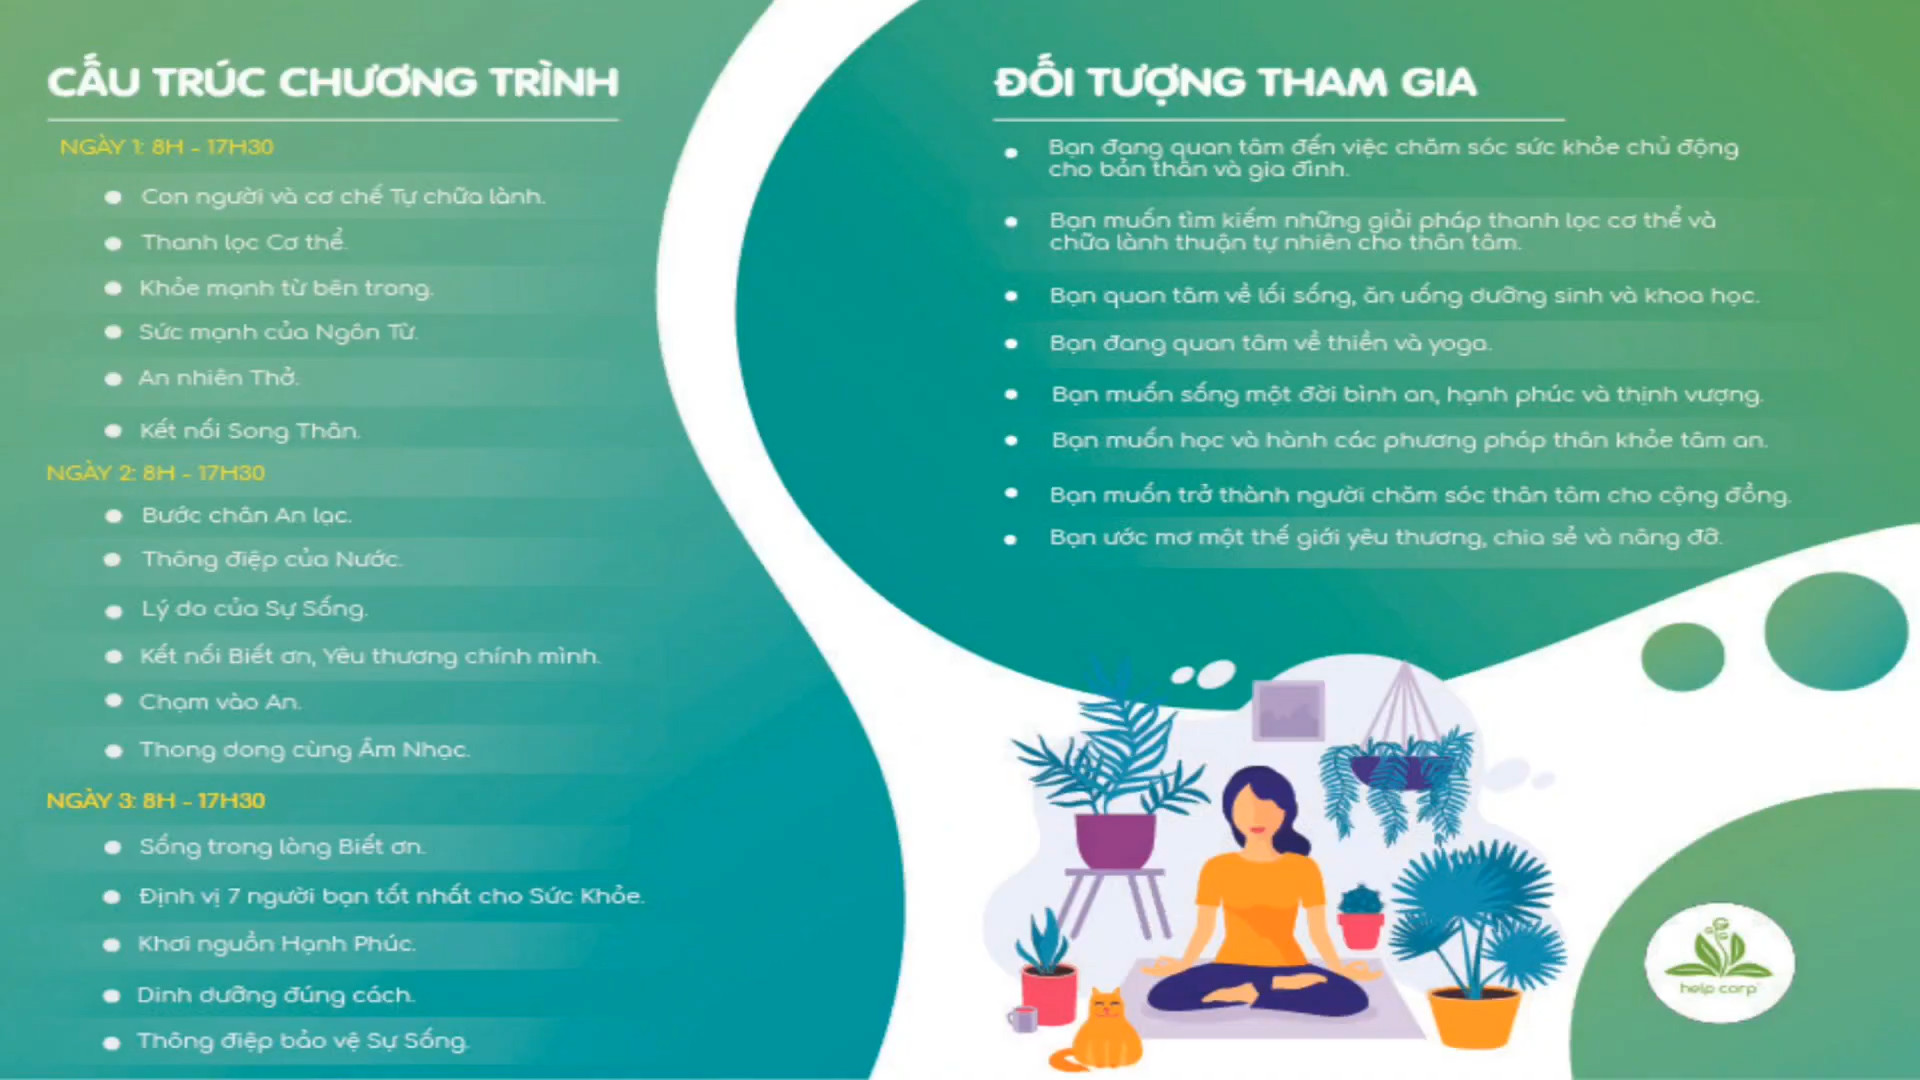 CẤU TRÚC CHƯƠNG TRÌNH
NGÀY 1: 8H - 17H30
Con người và cơ chế Tự chữa lành.
Thanh lọc Cơ thể.
Khỏe mạnh từ bên trong.
Sức mạnh của Ngôn Từ.
An nhiên Thở.
Kết nối Song Thân.
NGÀY 2: 8H - 17H30
Bước chân An lạc.
Thông điệp của Nước.
Lý do của Sự Sống.
Kết nối Biết ơn, Yêu thương chính mình.
Chạm vào An.
Thong dong cùng Âm Nhạc.
NGÀY 3: 8H - 17H30
Sống trong lòng Biết ơn.
Định vị 7 người bạn tốt nhất cho Sức Khỏe.
Khơi nguồn Hạnh Phúc.
Dinh dưỡng đúng cách.
Thông điệp bảo vệ Sự Sống.
ĐỐI TƯỢNG THAM GIA
Bạn đang quan tâm đến việc chăm sóc sức khỏe chủ động
cho bản thân và gia đình.
Bạn muốn tìm kiếm những giải pháp thanh lọc cơ thể và
chữa lành thuận tự nhiên cho thân tâm.
Bạn quan tâm về lối sống, ăn uống dưỡng sinh và khoa học.
Bạn đang quan tâm về thiền và yoga.
Bạn muốn sống một đời bình an, hạnh phúc và thịnh vượng.
Bạn muốn học và hành các phương pháp thân khỏe tâm an.
Bạn muốn trở thành người chăm sóc thân tâm cho cộng đồng.
Bạn ước mơ một thế giới yêu thương, chia sẻ và nâng đỡ.
help corp